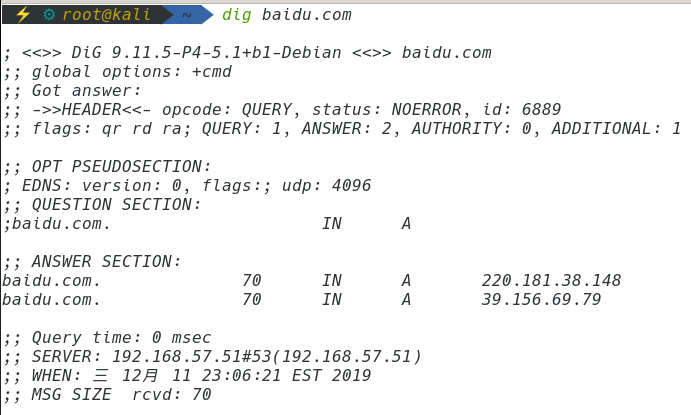 ⚡ ⚙ root@kali ~ dig baidu.com
; <<>> DiG 9.11.5-P4-5.1+b1-Debian <<>> baidu.com
;; global options: +cmd
;; Got answer:
;; ->>HEADER<<- opcode: QUERY, status: NOERROR, id: 6889
;; flags: qr rd ra; QUERY: 1, ANSWER: 2, AUTHORITY: 0, ADDITIONAL: 1
;; OPT PSEUDOSECTION:
; EDNS: version: 0, flags:; udp: 4096
;; QUESTION SECTION:
;baidu.com. IN A
;; ANSWER SECTION:
baidu.com. 70 IN A 220.181.38.148
baidu.com. 70 IN A 39.156.69.79
;; Query time: 0 msec
;; SERVER: 192.168.57.51#53(192.168.57.51)
;; WHEN: 三 12月 11 23:06:21 EST 2019
;; MSG SIZE rcvd: 70